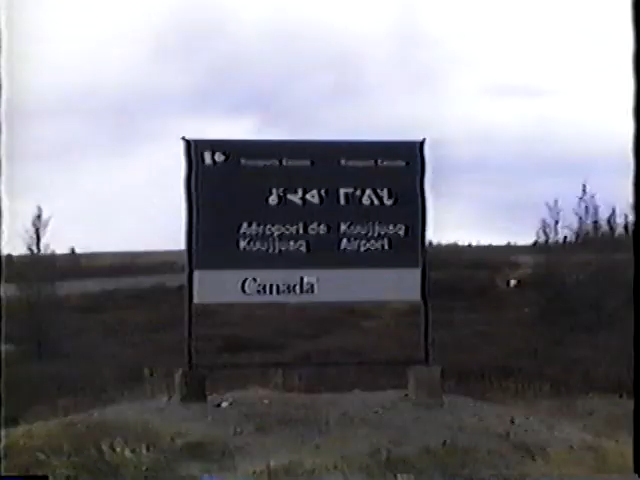 Transports Canada
Transport Canada
Aéroport de
Kuujjuaq
Kuujjuaq
Airport
Canada